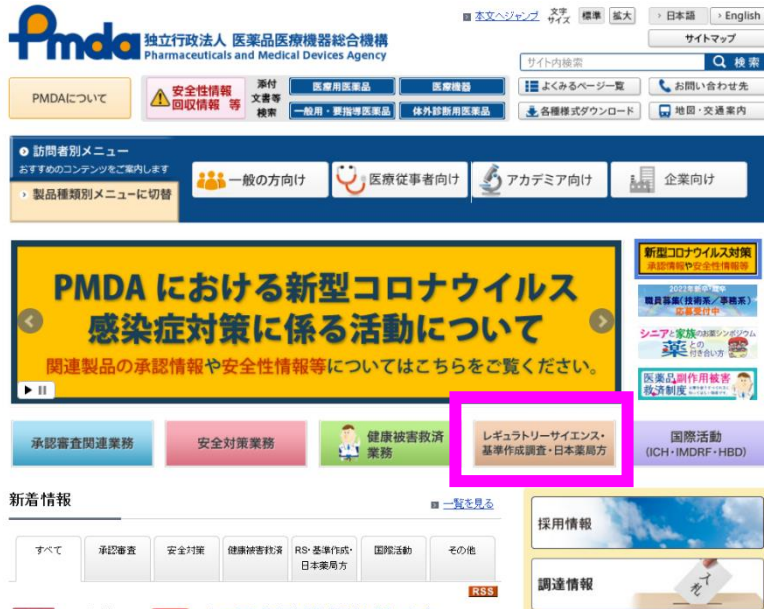 本文へジャンプ
文字サイズ
標準
拡大
日本語
English
Pmda
独立行政法人 医薬品医療機器総合機構
Pharmaceuticals and Medical Devices Agency
サイトマップ
サイト内検索
検索
PMDAについて
安全性情報
回収情報 等
添付
文書等
検索
医療用医薬品
医療機器
一般用・要指導医薬品
体外診断用医薬品
よくみるページ一覧
お問い合わせ先
各種様式ダウンロード
地図・交通案内
訪問者別メニュー
おすすめのコンテンツをご案内します
製品種類別メニューに切替
一般の方向け
医療従事者向け
アカデミア向け
企業向け
PMDA における新型コロナウイルス
感染症対策に係る活動について
関連製品の承認情報や安全性情報等についてはこちらをご覧ください。
新型コロナウイルス対策
承認情報や安全性情報等
職員募集(技術系/事務系)
応募受付中
シニアと家族のお薬シンポジウム
薬との
付き合い方
医薬品副作用被害
救済制度
承認審査関連業務
安全対策業務
健康被害救済
業務
レギュラトリーサイエンス・
基準作成調査・日本薬局方
国際活動
(ICH・IMDRF・HBD)
新着情報
一覧を見る
すべて
承認審査
安全対策
健康被害救済
RS・基準作成・
日本薬局方
国際活動
その他
RSS
採用情報
調達情報
入札